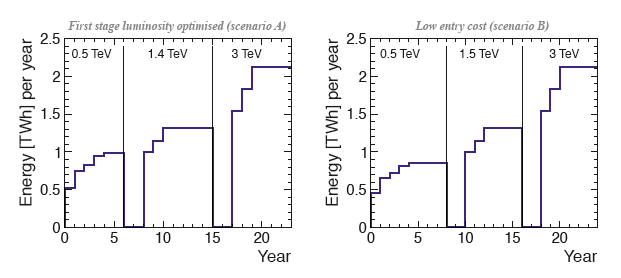 First stage luminosity optimised (scenario A)
Energy [TWh] per year
2.5
2
1.5
1
0.5
0
0.5 TeV 1.4 TeV 3 TeV
0 5 10 15 20
Year
Low entry cost (scenario B)
Energy [TWh] per year
2.5
2
1.5
1
0.5
0
0.5 TeV 1.5 TeV 3 TeV
0 5 10 15 20
Year